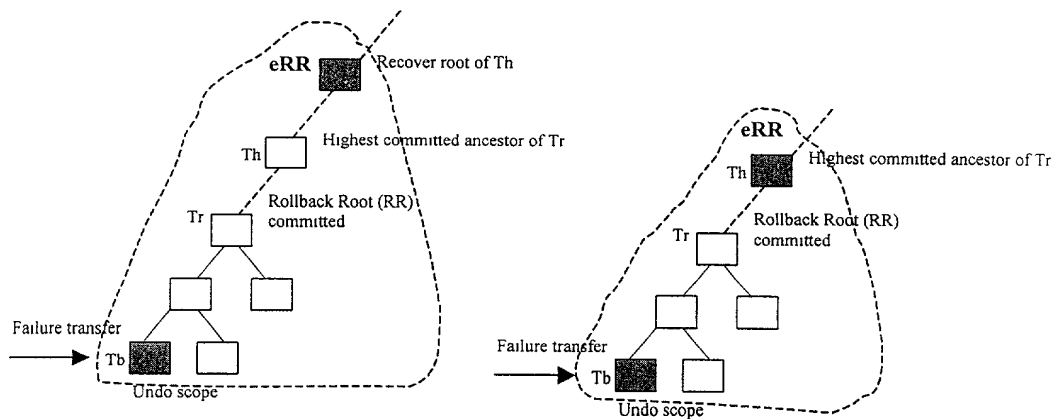 eRR
Recover root of Th
Th
Highest committed ancestor of Tr
Rollback Root (RR)
committed
Tr
Failure transfer
Tb
Undo scope
eRR
Highest committed ancestor of Tr
Th
Rollback Root (RR)
committed
Tr
Failure transfer
Tb
Undo scope